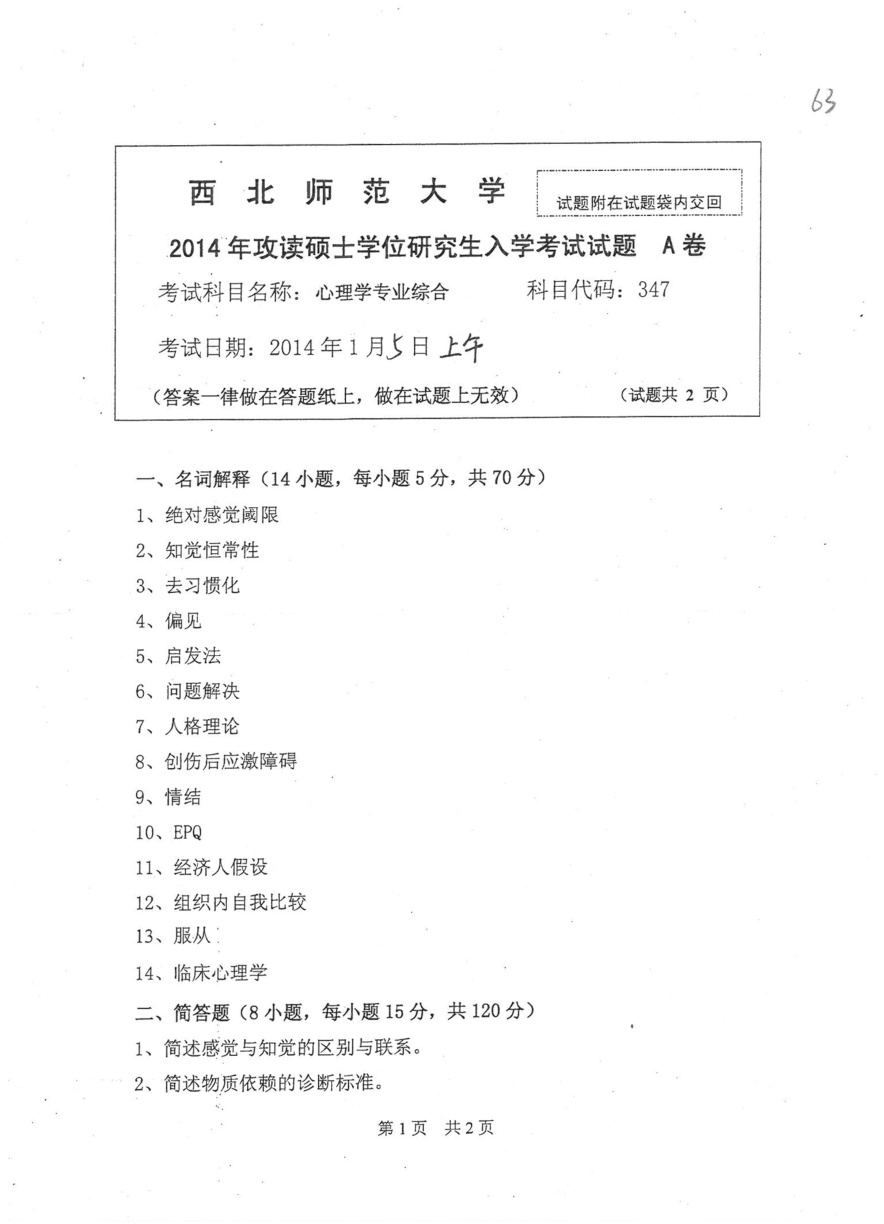 63
西 北 师 范 大 学
试题附在试题袋内交回
2014 年攻读硕士学位研究生入学考试试题 A 卷
考试科目名称：心理学专业综合 科目代码：347
考试日期：2014 年 1 月 5 日 上午
（答案一律做在答题纸上，做在试题上无效） （试题共 2 页）
一、名词解释（14 小题，每小题 5 分，共 70 分）
1、绝对感觉阈限
2、知觉恒常性
3、去习惯化
4、偏见
5、启发法
6、问题解决
7、人格理论
8、创伤后应激障碍
9、情结
10、EPQ
11、经济人假设
12、组织内自我比较
13、服从
14、临床心理学
二、简答题（8 小题，每小题 15 分，共 120 分）
1、简述感觉与知觉的区别与联系。
2、简述物质依赖的诊断标准。
第 1 页 共 2 页